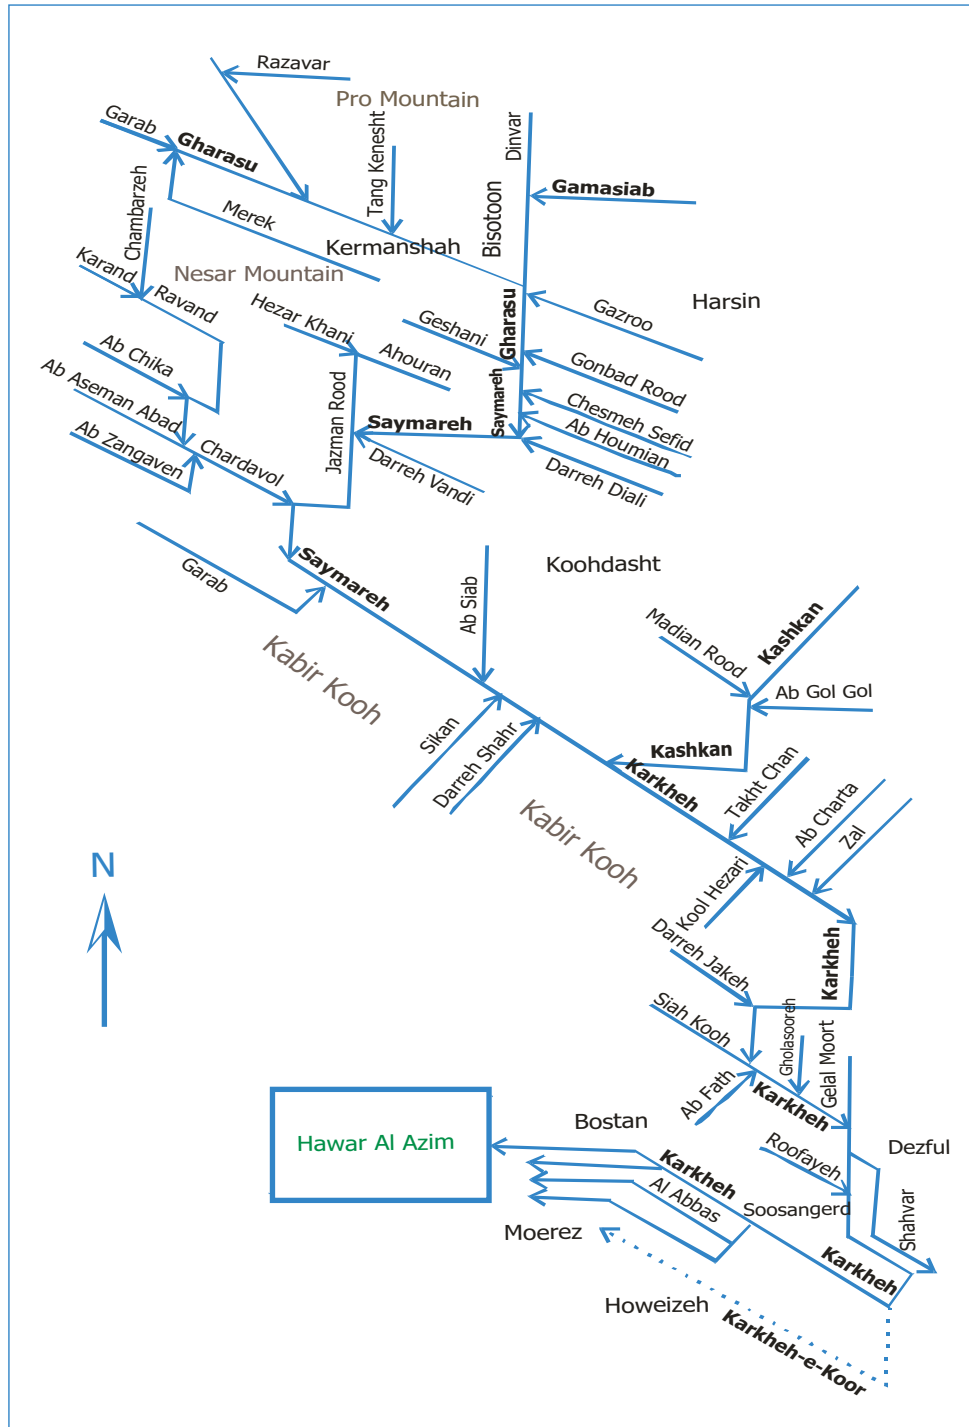 Razavar
Pro Mountain
Garab
Gharasu
Tang Kenesht
Dinvar
Gamasiab
Chambarzeh
Merek
Kermanshah
Bisotoon
Karand
Nesar Mountain
Ravand
Hezar Khani
Geshani
Gharasu
Gazroo
Harsin
Ab Chika
Ahouran
Gonbad Rood
Ab Aseman Abad
Jazman Rood
Saymareh
Saymareh
Chesmeh Sefid
Ab Houmian
Ab Zangaven
Chardavol
Darreh Vandi
Darreh Diali
Garab
Saymareh
Ab Siab
Koohdasht
Kabir Kooh
Madian Rood
Kashkan
Ab Gol Gol
Sikan
Darreh Shahr
Kashkan
Karkheh
Takht Chan
Kabir Kooh
Ab Charta
Zal
Kool Hezari
N
Darreh Jakeh
Karkheh
Siah Kooh
Gholasooreh
Gelal Moort
Ab Fath
Karkheh
Bostan
Dezful
Hawar Al Azim
Roofayeh
Karkheh
Al Abbas
Soosangerd
Shahvar
Moerez
Karkheh
Howeizeh
Karkheh-e-Koor